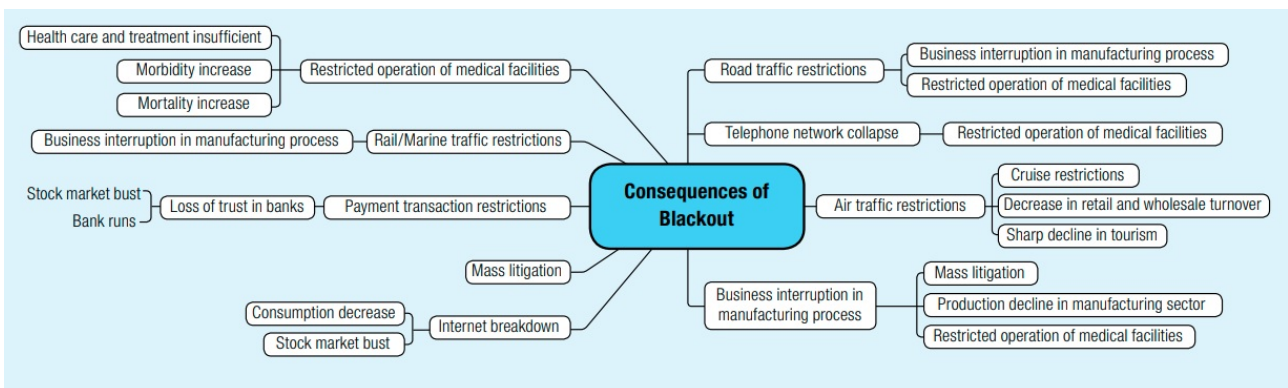 Consequences of
Blackout
Restricted operation of medical facilities
Health care and treatment insufficient
Morbidity increase
Mortality increase
Rail/Marine traffic restrictions
Business interruption in manufacturing process
Payment transaction restrictions
Loss of trust in banks
Stock market bust
Bank runs
Mass litigation
Internet breakdown
Consumption decrease
Stock market bust
Road traffic restrictions
Business interruption in manufacturing process
Restricted operation of medical facilities
Telephone network collapse
Restricted operation of medical facilities
Air traffic restrictions
Cruise restrictions
Decrease in retail and wholesale turnover
Sharp decline in tourism
Business interruption in
manufacturing process
Mass litigation
Production decline in manufacturing sector
Restricted operation of medical facilities